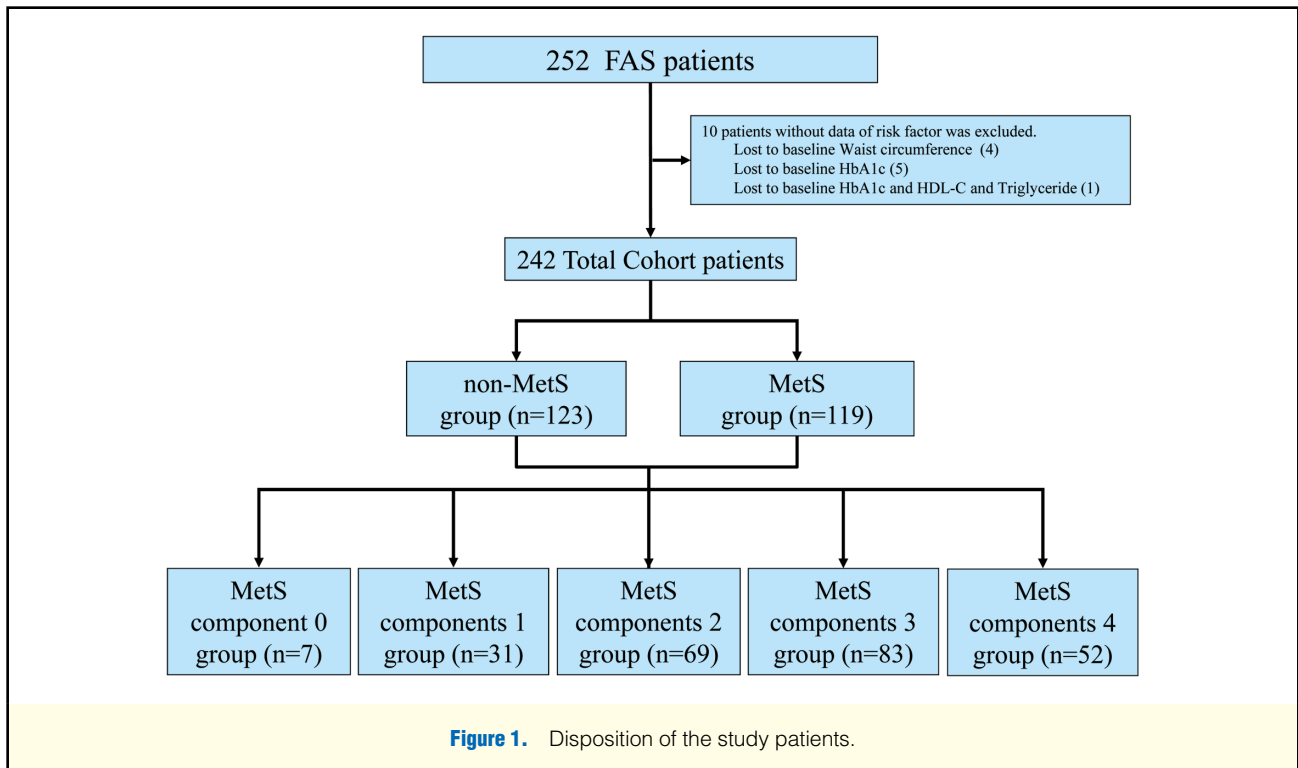 252 FAS patients
10 patients without data of risk factor was excluded.
Lost to baseline Waist circumference (4)
Lost to baseline HbA1c (5)
Lost to baseline HbA1c and HDL-C and Triglyceride (1)
242 Total Cohort patients
non-MetS
group (n=123)
MetS
group (n=119)
MetS
component 0
group (n=7)
MetS
components 1
group (n=31)
MetS
components 2
group (n=69)
MetS
components 3
group (n=83)
MetS
components 4
group (n=52)
Figure 1. Disposition of the study patients.